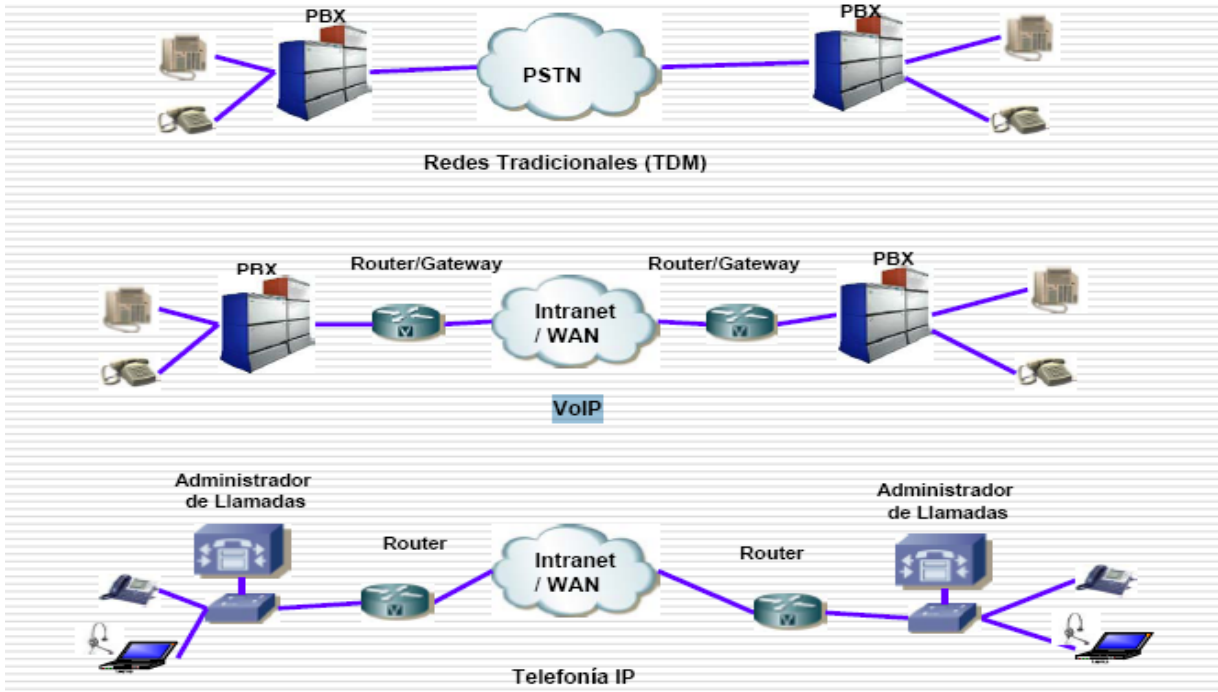 PBX
PBX
PSTN
Redes Tradicionales (TDM)
Router/Gateway
Router/Gateway
PBX
PBX
Intranet
/ WAN
V
V
VoIP
Administrador
de Llamadas
Administrador
de Llamadas
Router
Router
Intranet
/ WAN
V
V
Telefonía IP